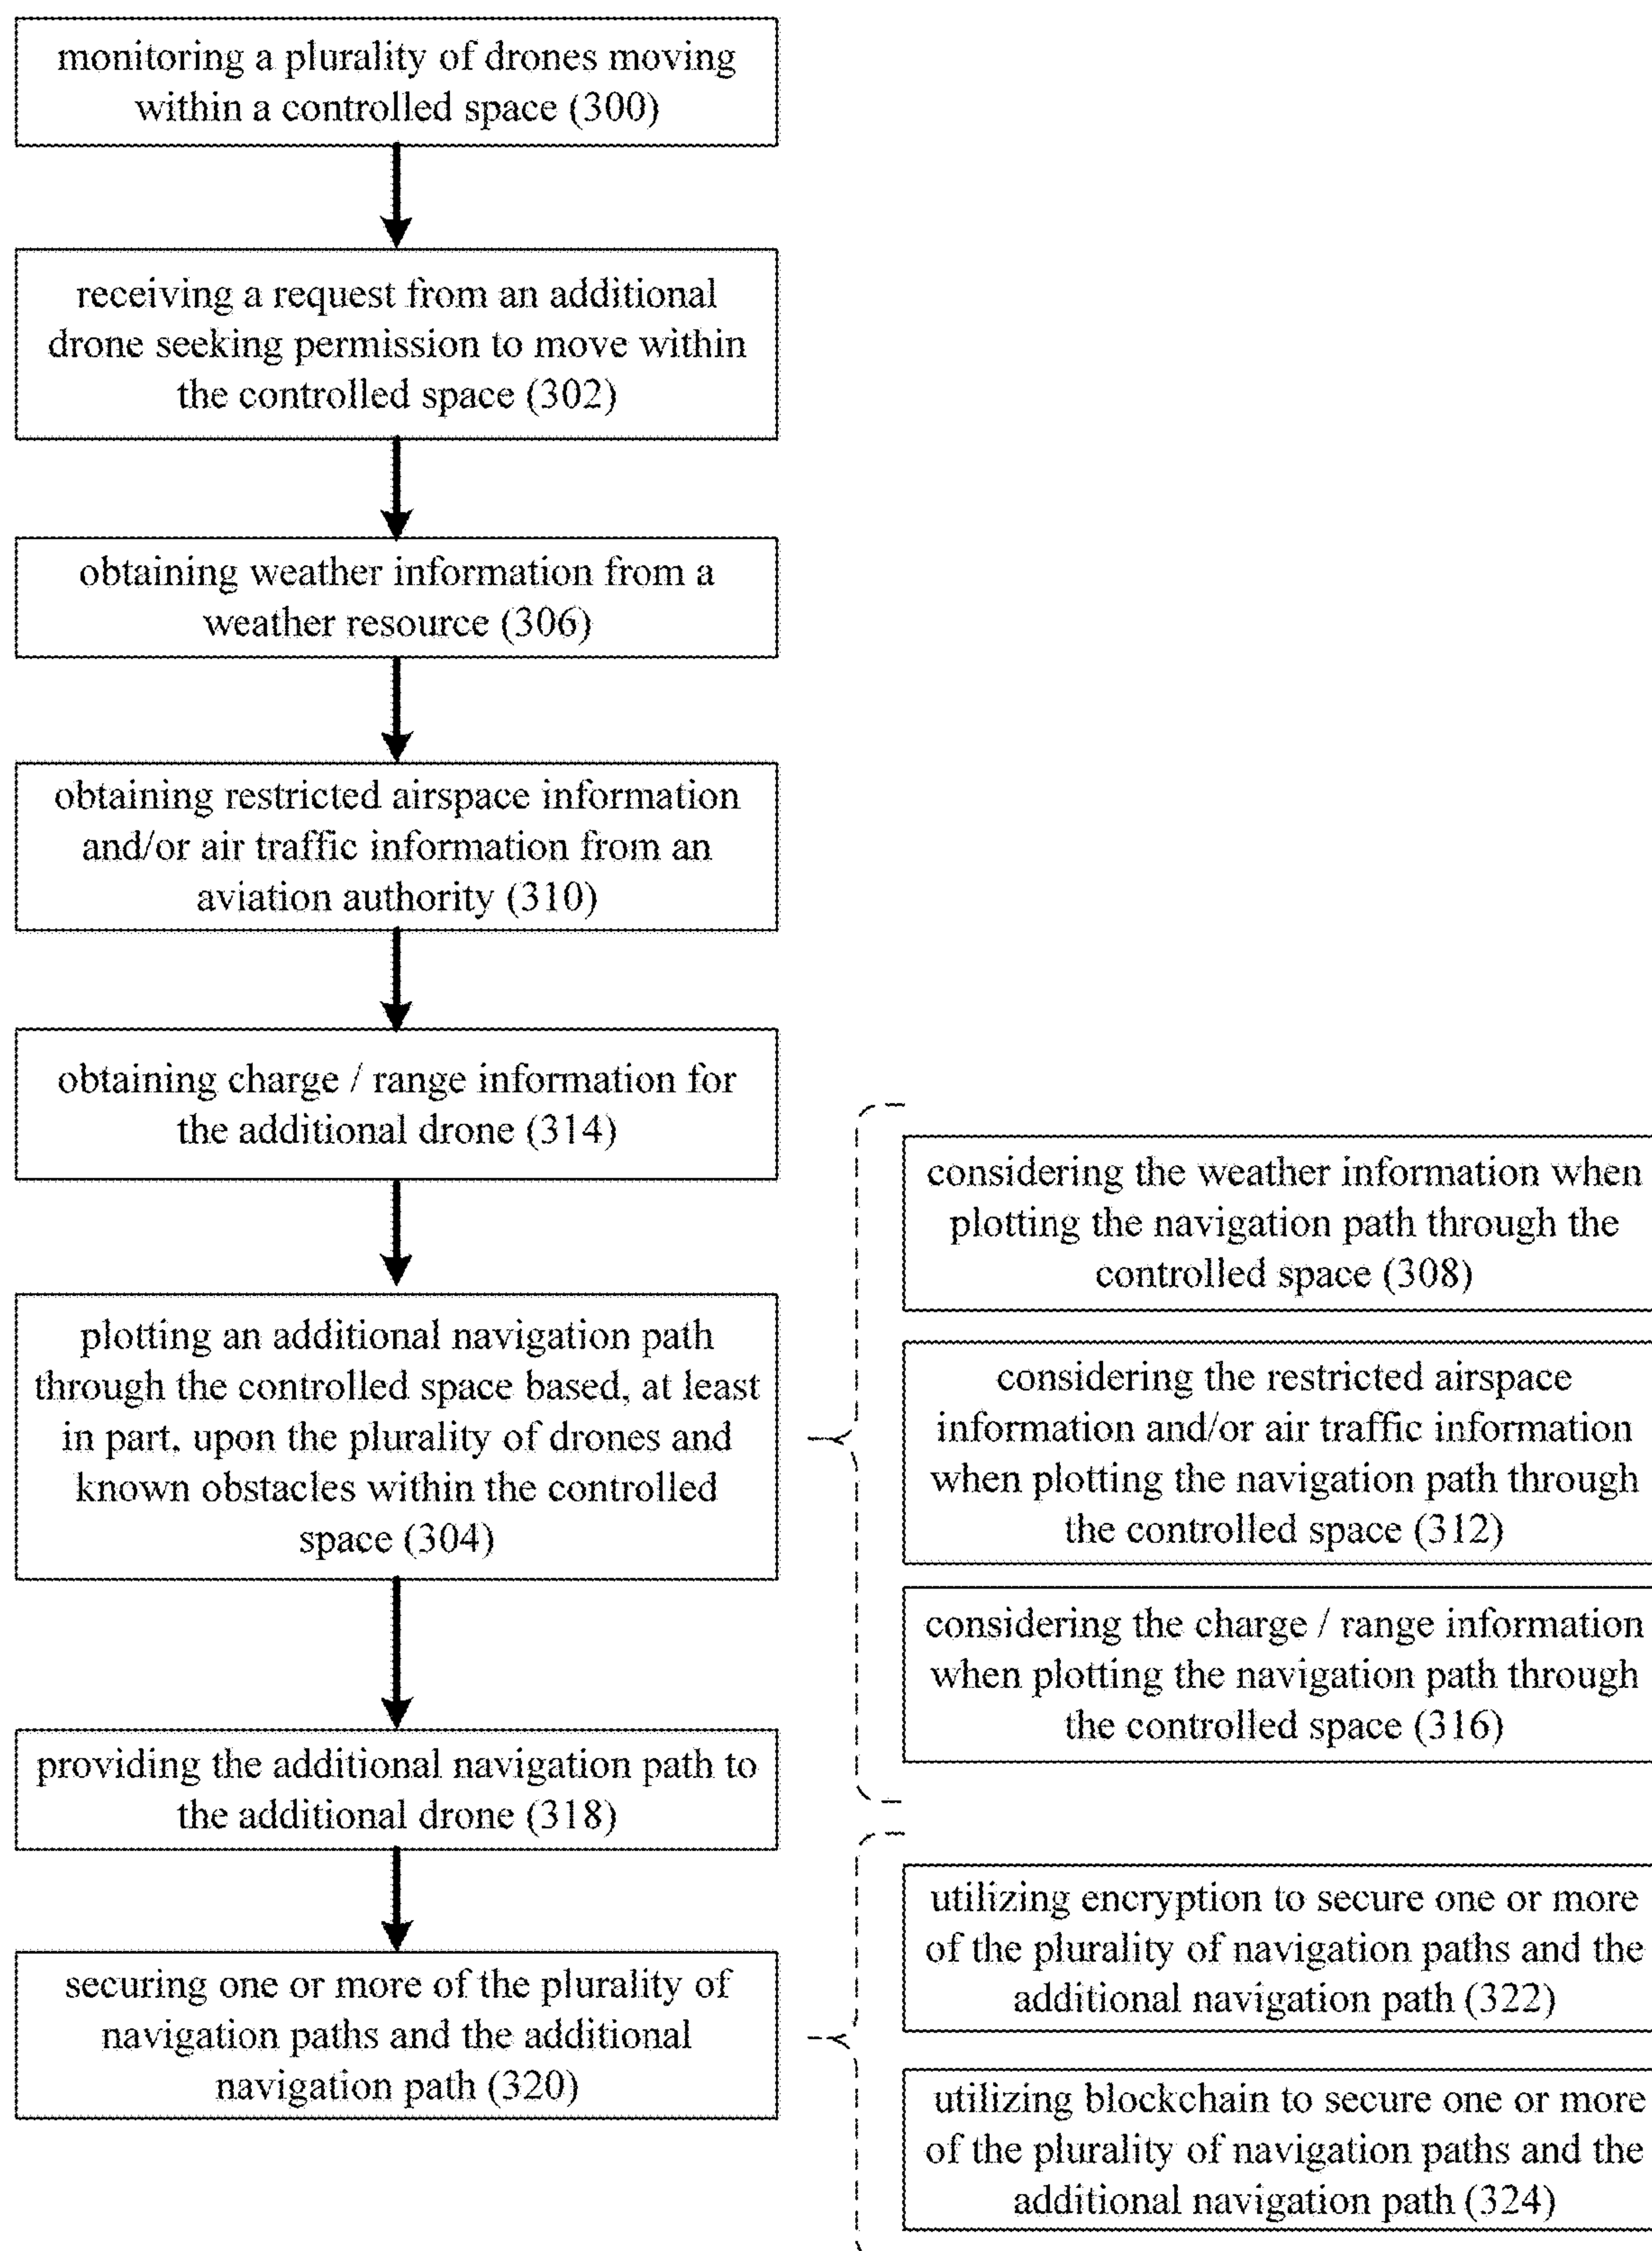 monitoring a plurality of drones moving
within a controlled space (300)
receiving a request from an additional
drone seeking permission to move within
the controlled space (302)
obtaining weather information from a
weather resource (306)
obtaining restricted airspace information
and/or air traffic information from an
aviation authority (310)
obtaining charge / range information for
the additional drone (314)
plotting an additional navigation path
through the controlled space based, at least
in part, upon the plurality of drones and
known obstacles within the controlled
space (304)
considering the weather information when
plotting the navigation path through the
controlled space (308)
considering the restricted airspace
information and/or air traffic information
when plotting the navigation path through
the controlled space (312)
considering the charge / range information
when plotting the navigation path through
the controlled space (316)
providing the additional navigation path to
the additional drone (318)
securing one or more of the plurality of
navigation paths and the additional
navigation path (320)
utilizing encryption to secure one or more
of the plurality of navigation paths and the
additional navigation path (322)
utilizing blockchain to secure one or more
of the plurality of navigation paths and the
additional navigation path (324)